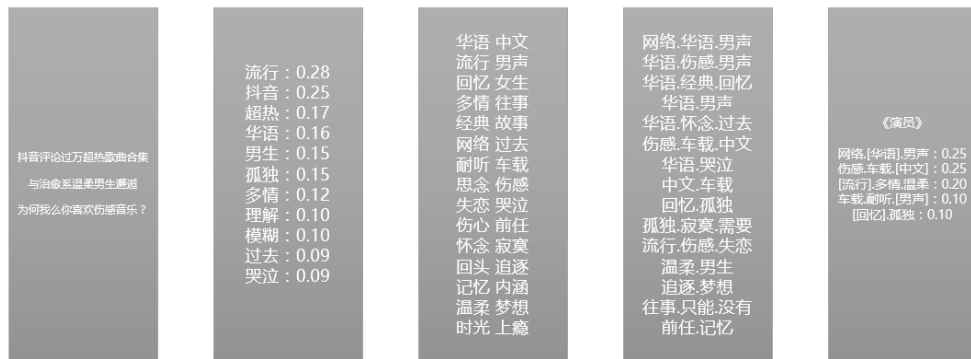 抖音评论过万超热歌曲合集
与治愈系温柔男生邂逅
为何我么你喜欢伤感音乐？
流行：0.28
抖音：0.25
超热：0.17
华语：0.16
男生：0.15
孤独：0.15
多情：0.12
理解：0.10
模糊：0.10
过去：0.09
哭泣：0.09
华语 中文
流行 男声
回忆 女生
多情 往事
经典 故事
网络 过去
耐听 车载
思念 伤感
失恋 哭泣
伤心 前任
怀念 寂寞
回头 追逐
记忆 内涵
温柔 梦想
时光 上瘾
网络.华语.男声
华语.伤感.男声
华语.经典.回忆
华语.男声
华语.怀念.过去
伤感.车载.中文
华语.哭泣
中文.车载
回忆.孤独
孤独.寂寞.需要
流行.伤感.失恋
温柔.男生
追逐.梦想
往事.只能.没有
前任.记忆
《演员》
网络.[华语].男声：0.25
伤感.车载.[中文]：0.25
[流行].多情.温柔：0.20
车载.耐听.[男声]：0.10
[回忆].孤独：0.10